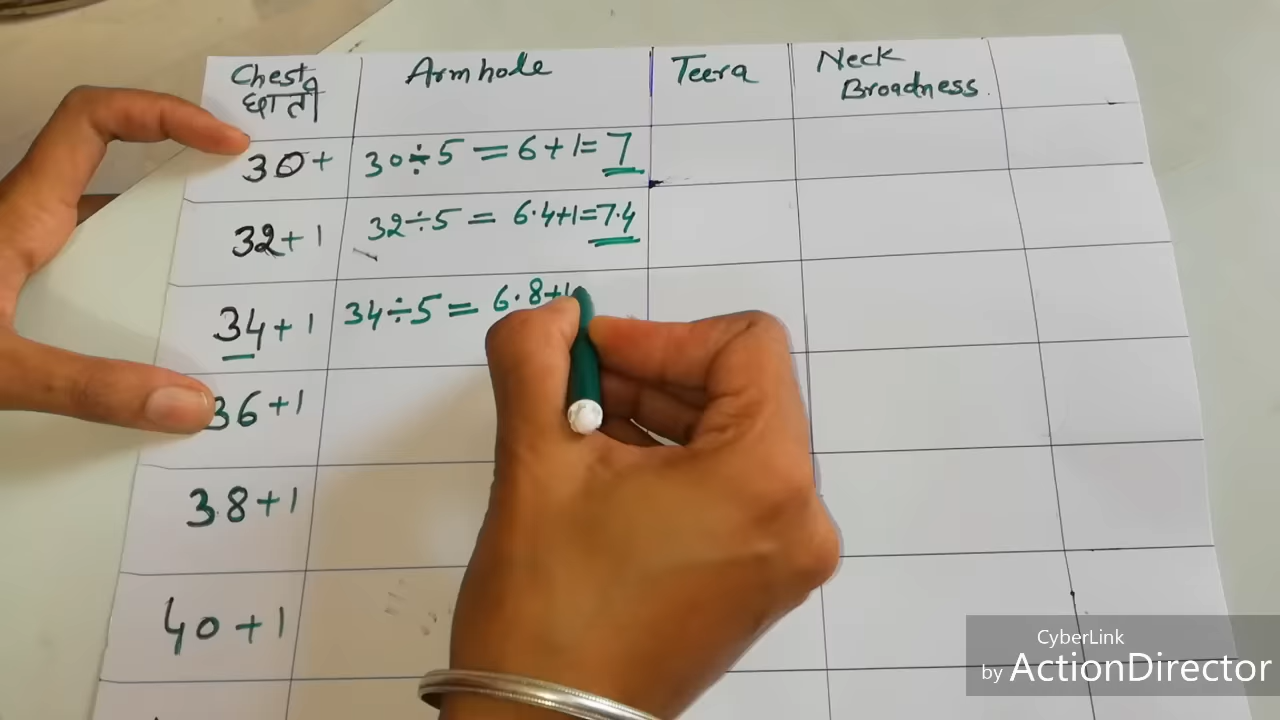 Chest Armhole Teera Neck
छाती Broadness
30+ 30÷5 = 6+1= 7
32+1 32÷5 = 6.4+1=7.4
34+1 34÷5 = 6.8+1
36+1
38+1
40+1
CyberLink
by ActionDirector